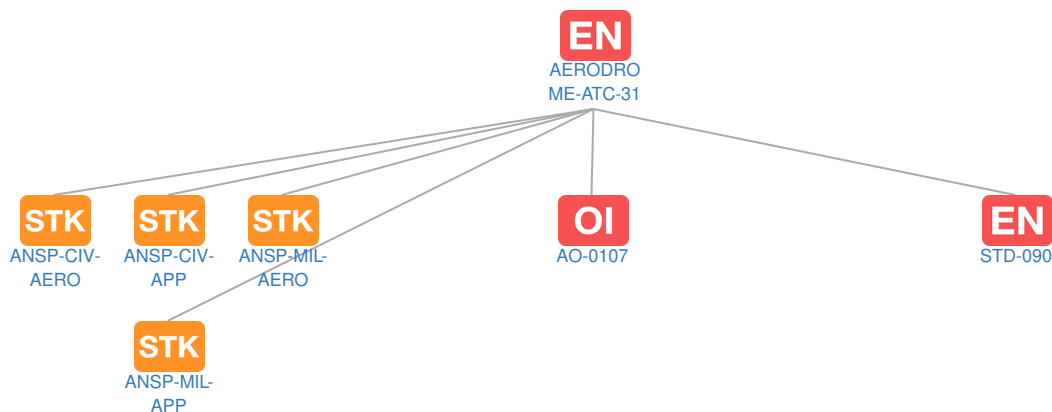 EN
AERODRO
ME-ATC-31
STK
ANSP-CIV-
AERO
STK
ANSP-CIV-
APP
STK
ANSP-MIL-
AERO
OI
AO-0107
EN
STD-090
STK
ANSP-MIL-
APP